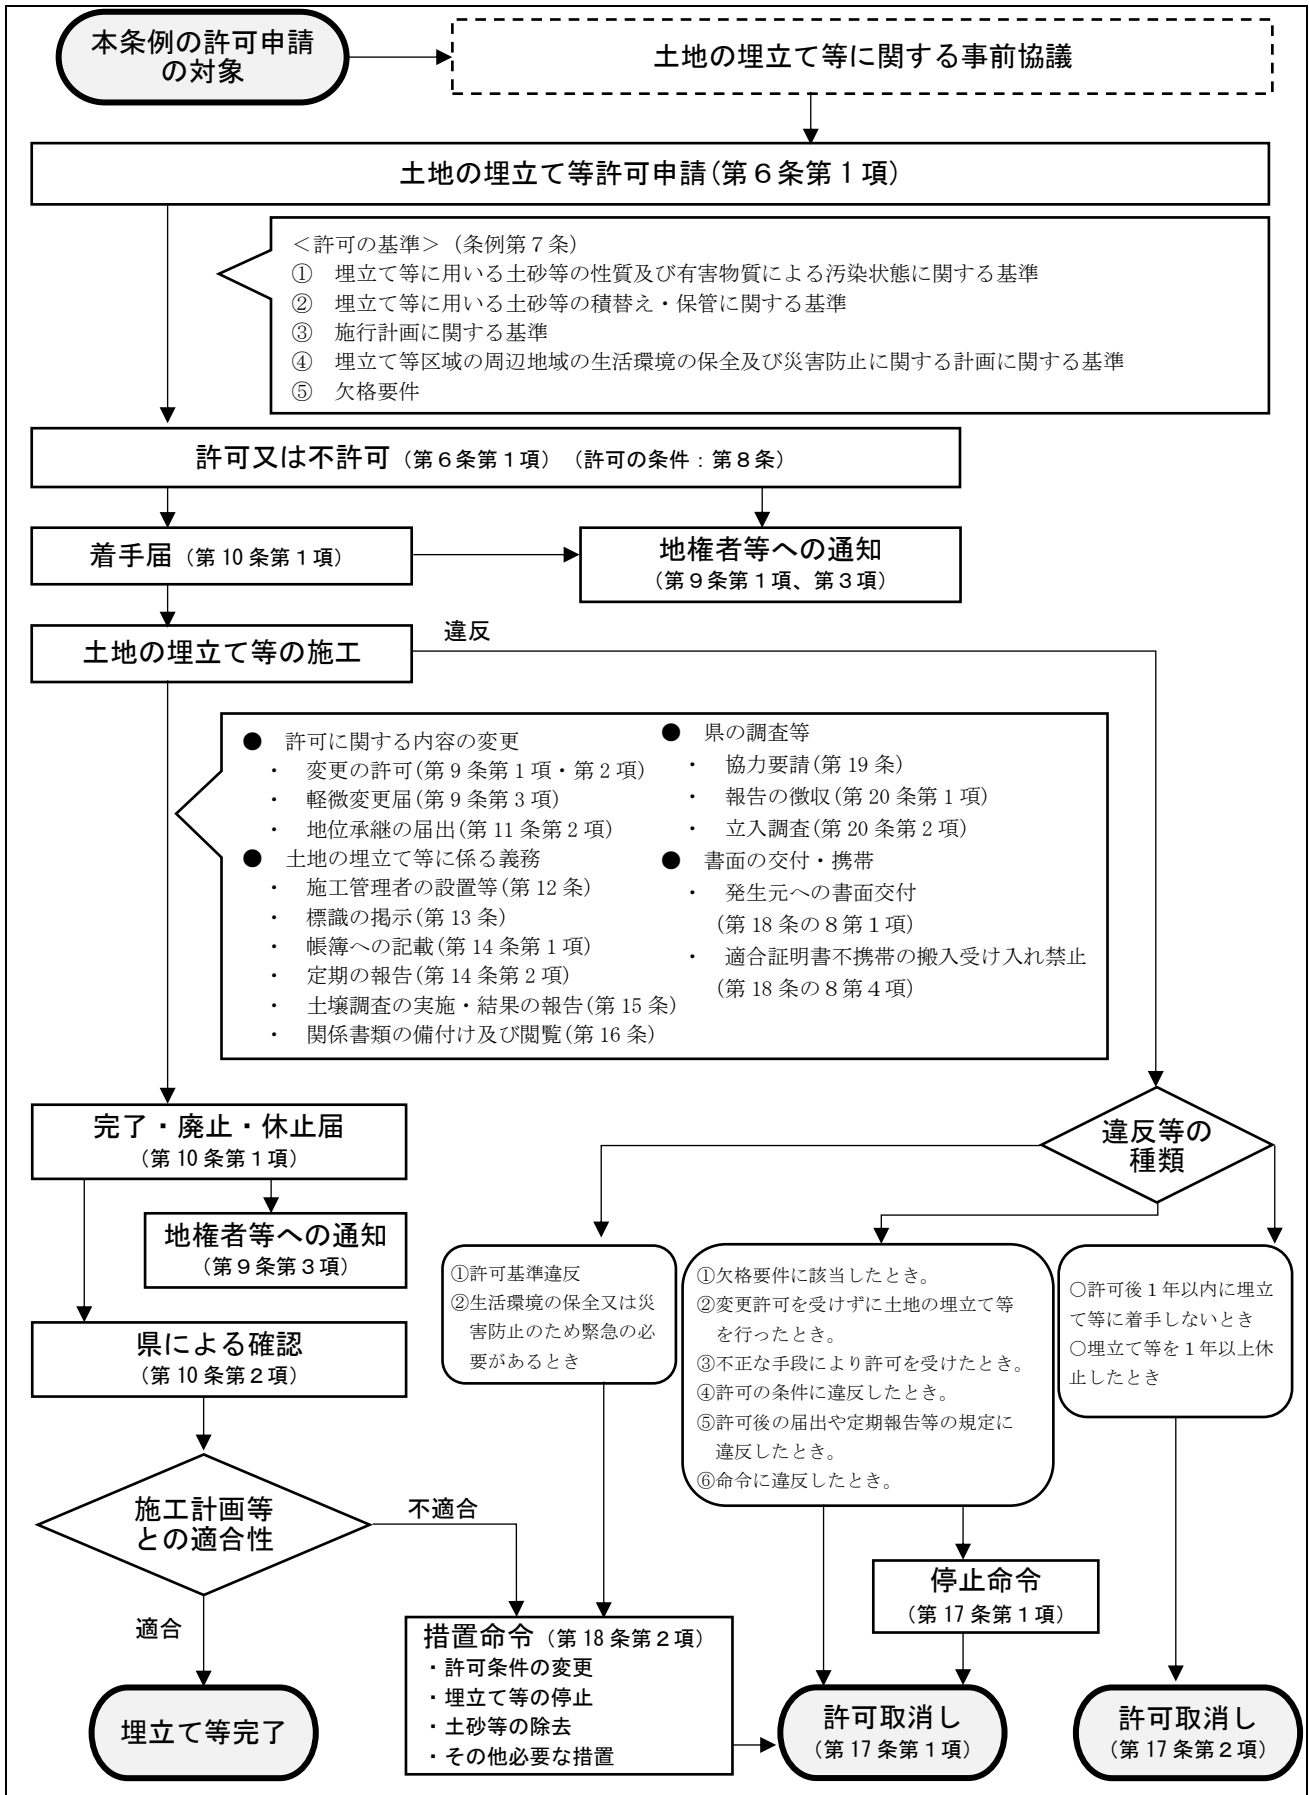 本条例の許可申請
の対象
土地の埋立て等に関する事前協議
土地の埋立て等許可申請(第６条第１項)
＜許可の基準＞（条例第７条）
① 埋立て等に用いる土砂等の性質及び有害物質による汚染状態に関する基準
② 埋立て等に用いる土砂等の積替え・保管に関する基準
③ 施行計画に関する基準
④ 埋立て等区域の周辺地域の生活環境の保全及び災害防止に関する計画に関する基準
⑤ 欠格要件
許可又は不許可（第６条第１項）（許可の条件：第８条）
着手届（第 10 条第１項）
地権者等への通知
（第９条第１項、第３項）
土地の埋立て等の施工
違反
● 許可に関する内容の変更
・ 変更の許可(第９条第１項・第２項)
・ 軽微変更届(第９条第３項)
・ 地位承継の届出(第 11 条第２項)
● 土地の埋立て等に係る義務
・ 施工管理者の設置等(第 12 条)
・ 標識の掲示(第 13 条)
・ 帳簿への記載(第 14 条第１項)
・ 定期の報告(第 14 条第２項)
・ 土壌調査の実施・結果の報告(第 15 条)
・ 関係書類の備付け及び閲覧(第 16 条)
● 県の調査等
・ 協力要請(第 19 条)
・ 報告の徴収(第 20 条第１項)
・ 立入調査(第 20 条第２項)
● 書面の交付・携帯
・ 発生元への書面交付
(第 18 条の８第１項)
・ 適合証明書不携帯の搬入受け入れ禁止
(第 18 条の８第４項)
完了・廃止・休止届
（第 10 条第１項）
地権者等への通知
（第９条第３項）
県による確認
（第 10 条第２項）
施工計画等
との適合性
不適合
適合
埋立て等完了
違反等の
種類
①許可基準違反
②生活環境の保全又は災
害防止のため緊急の必
要があるとき
①欠格要件に該当したとき。
②変更許可を受けずに土地の埋立て等
を行ったとき。
③不正な手段により許可を受けたとき。
④許可の条件に違反したとき。
⑤許可後の届出や定期報告等の規定に
違反したとき。
⑥命令に違反したとき。
○許可後１年以内に埋立
て等に着手しないとき
○埋立て等を１年以上休
止したとき
停止命令
（第 17 条第１項）
措置命令（第 18 条第２項）
・許可条件の変更
・埋立て等の停止
・土砂等の除去
・その他必要な措置
許可取消し
（第 17 条第１項）
許可取消し
（第 17 条第２項）